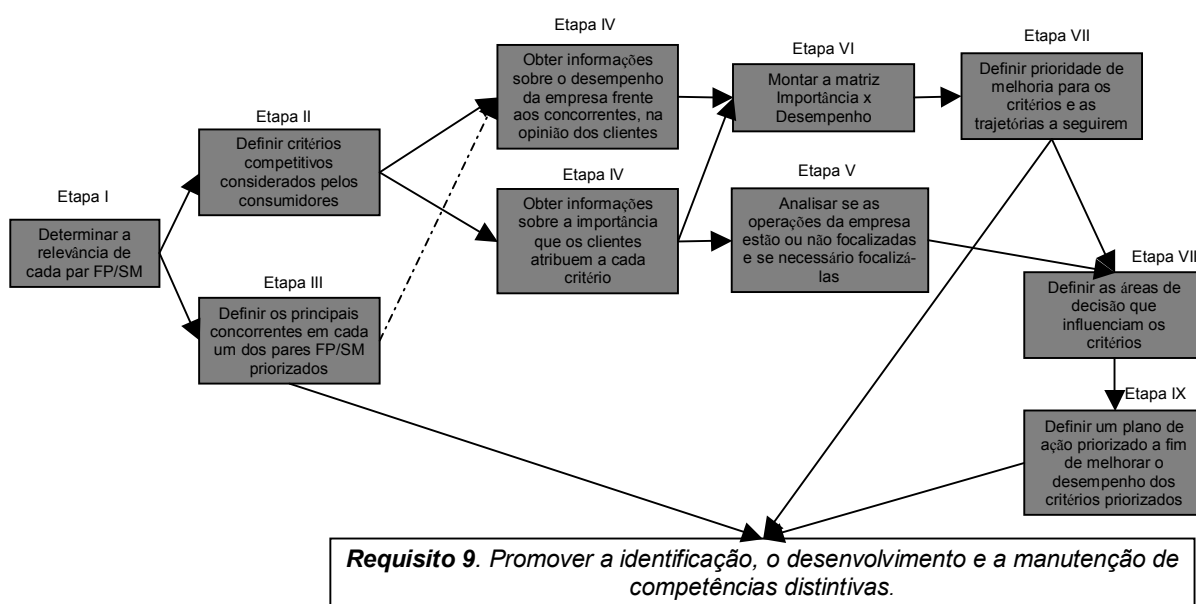 Etapa I
Determinar a
relevância de
cada par FP/SM
Etapa II
Definir critérios
competitivos
considerados pelos
consumidores
Etapa III
Definir os principais
concorrentes em cada
um dos pares FP/SM
priorizados
Etapa IV
Obter informações
sobre o desempenho
da empresa frente
aos concorrentes, na
opinião dos clientes
Etapa IV
Obter informações
sobre a importância
que os clientes
atribuem a cada
critério
Etapa VI
Montar a matriz
Importância x
Desempenho
Etapa V
Analisar se as
operações da empresa
estão ou não focalizadas
e se necessário focalizá-
las
Etapa VII
Definir prioridade de
melhoria para os
critérios e as
trajetórias a seguirem
Etapa VII
Definir as áreas de
decisão que
influenciam os
critérios
Etapa IX
Definir um plano de
ação priorizado a fim
de melhorar o
desempenho dos
critérios priorizados
Requisito 9. Promover a identificação, o desenvolvimento e a manutenção de
competências distintivas.